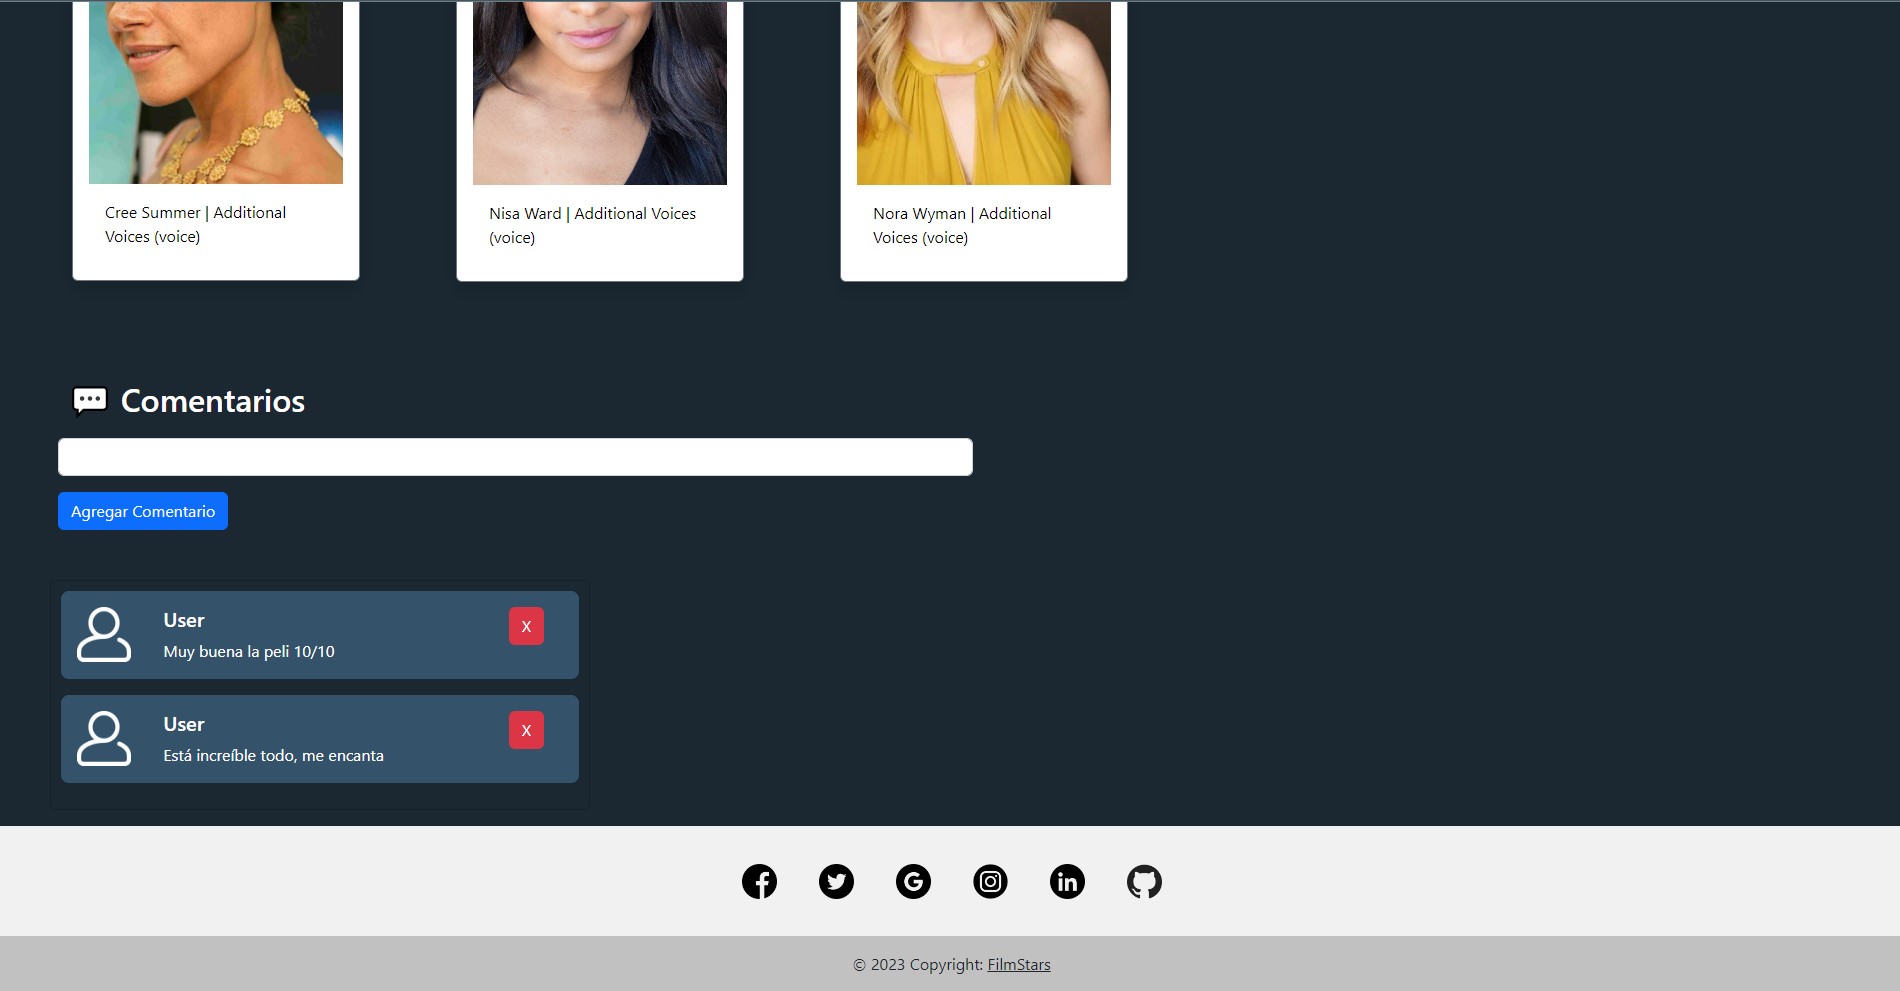 Cree Summer | Additional
Voices (voice)
Nisa Ward | Additional Voices
(voice)
Nora Wyman | Additional
Voices (voice)
Comentarios
Agregar Comentario
User
X
Muy buena la peli 10/10
User
X
Está increíble todo, me encanta
© 2023 Copyright: FilmStars